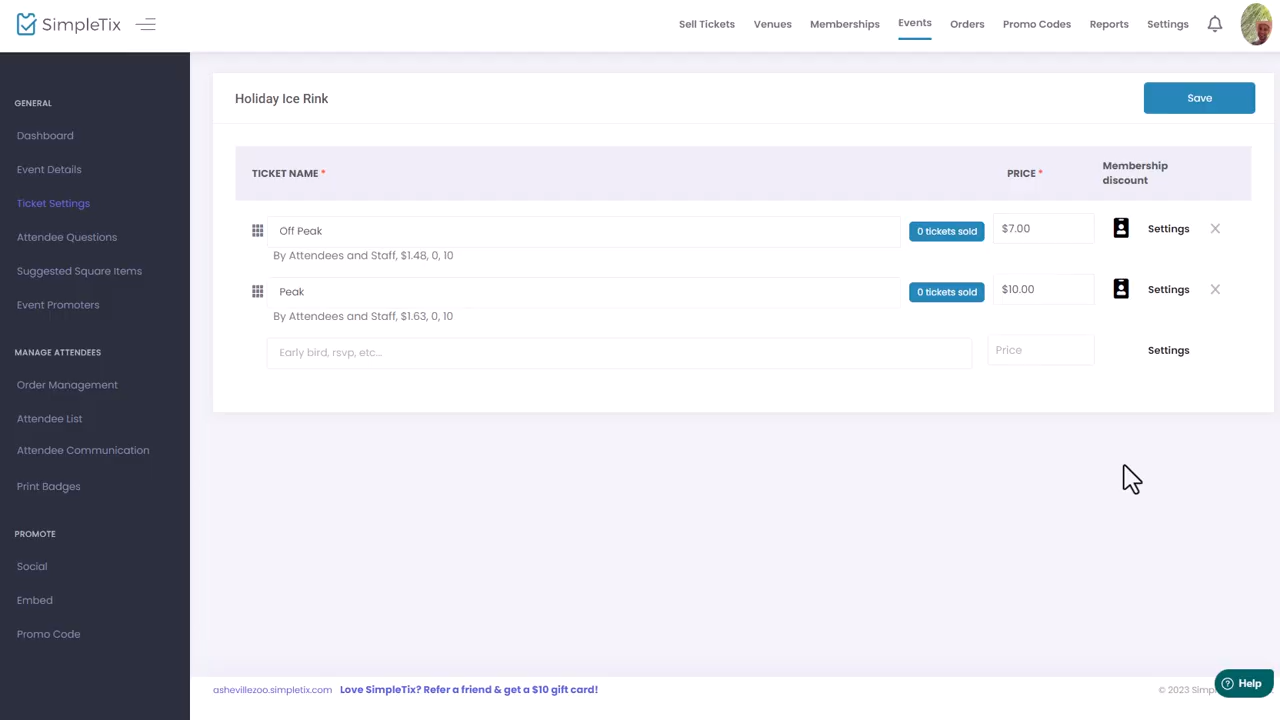 SimpleTix
Sell Tickets
Venues
Memberships
Events
Orders
Promo Codes
Reports
Settings
GENERAL
Dashboard
Event Details
Ticket Settings
Attendee Questions
Suggested Square Items
Event Promoters
MANAGE ATTENDEES
Order Management
Attendee List
Attendee Communication
Print Badges
PROMOTE
Social
Embed
Promo Code
Holiday Ice Rink
Save
TICKET NAME *
PRICE *
Membership
discount
Off Peak
0 tickets sold
$7.00
Settings
By Attendees and Staff, $1.48, 0, 10
Peak
0 tickets sold
$10.00
Settings
By Attendees and Staff, $1.63, 0, 10
Early bird, rsvp, etc...
Price
Settings
ashevillezoo.simpletix.com
Love SimpleTix? Refer a friend & get a $10 gift card!
© 2023
Help